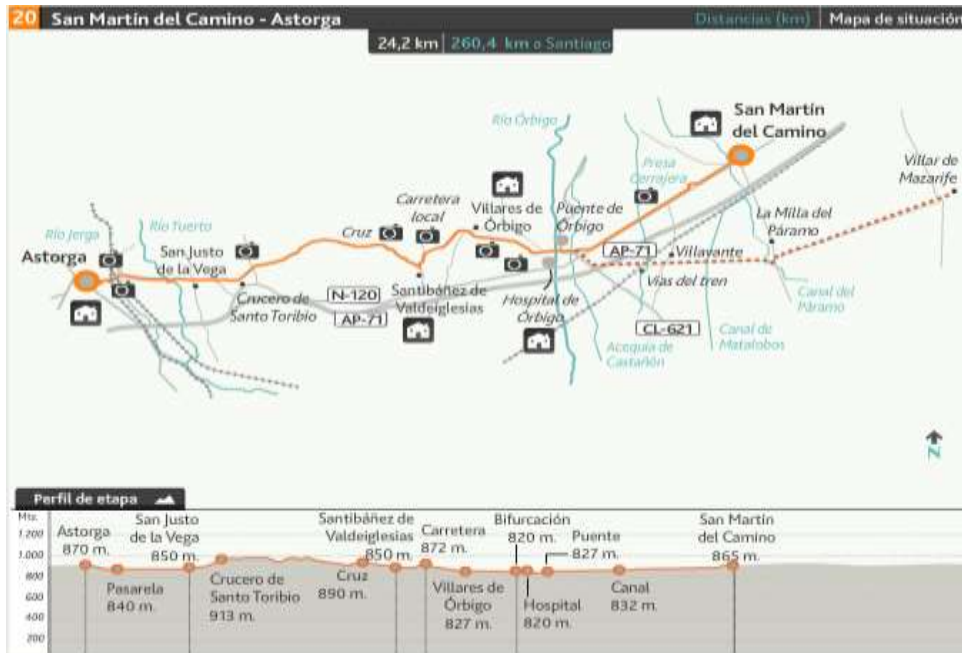 20 San Martín del Camino - Astorga
Distancias (km) | Mapa de situación
24,2 km | 260,4 km a Santiago
San Martín
del Camino
Río Órbigo
Villar de
Mazarife
Presa
Cerrajera
Carretera
local
Villares de
Órbigo
Puente de
Órbigo
La Milla del
Páramo
Cruz
Río Tuerto
Río Jerga
San Justo
de la Vega
Astorga
AP-71
Villavante
Vías del tren
Crucero de
Santo Toribio
N-120
AP-71
Santibáñez de
Valdeiglesias
Hospital de
Órbigo
Canal del
Páramo
CL-621
Canal de
Matalobos
Acequia de
Castañón
N
Perfil de etapa
Mts.
1.200
1.000
800
600
400
200
Astorga
870 m.
Pasarela
840 m.
San Justo
de la Vega
850 m.
Crucero de
Santo Toribio
913 m.
Cruz
890 m.
Santibáñez de
Valdeiglesias
850 m.
Carretera
872 m.
Villares de
Órbigo
827 m.
Bifurcación
820 m.
Hospital
820 m.
Puente
827 m.
Canal
832 m.
San Martín
del Camino
865 m.